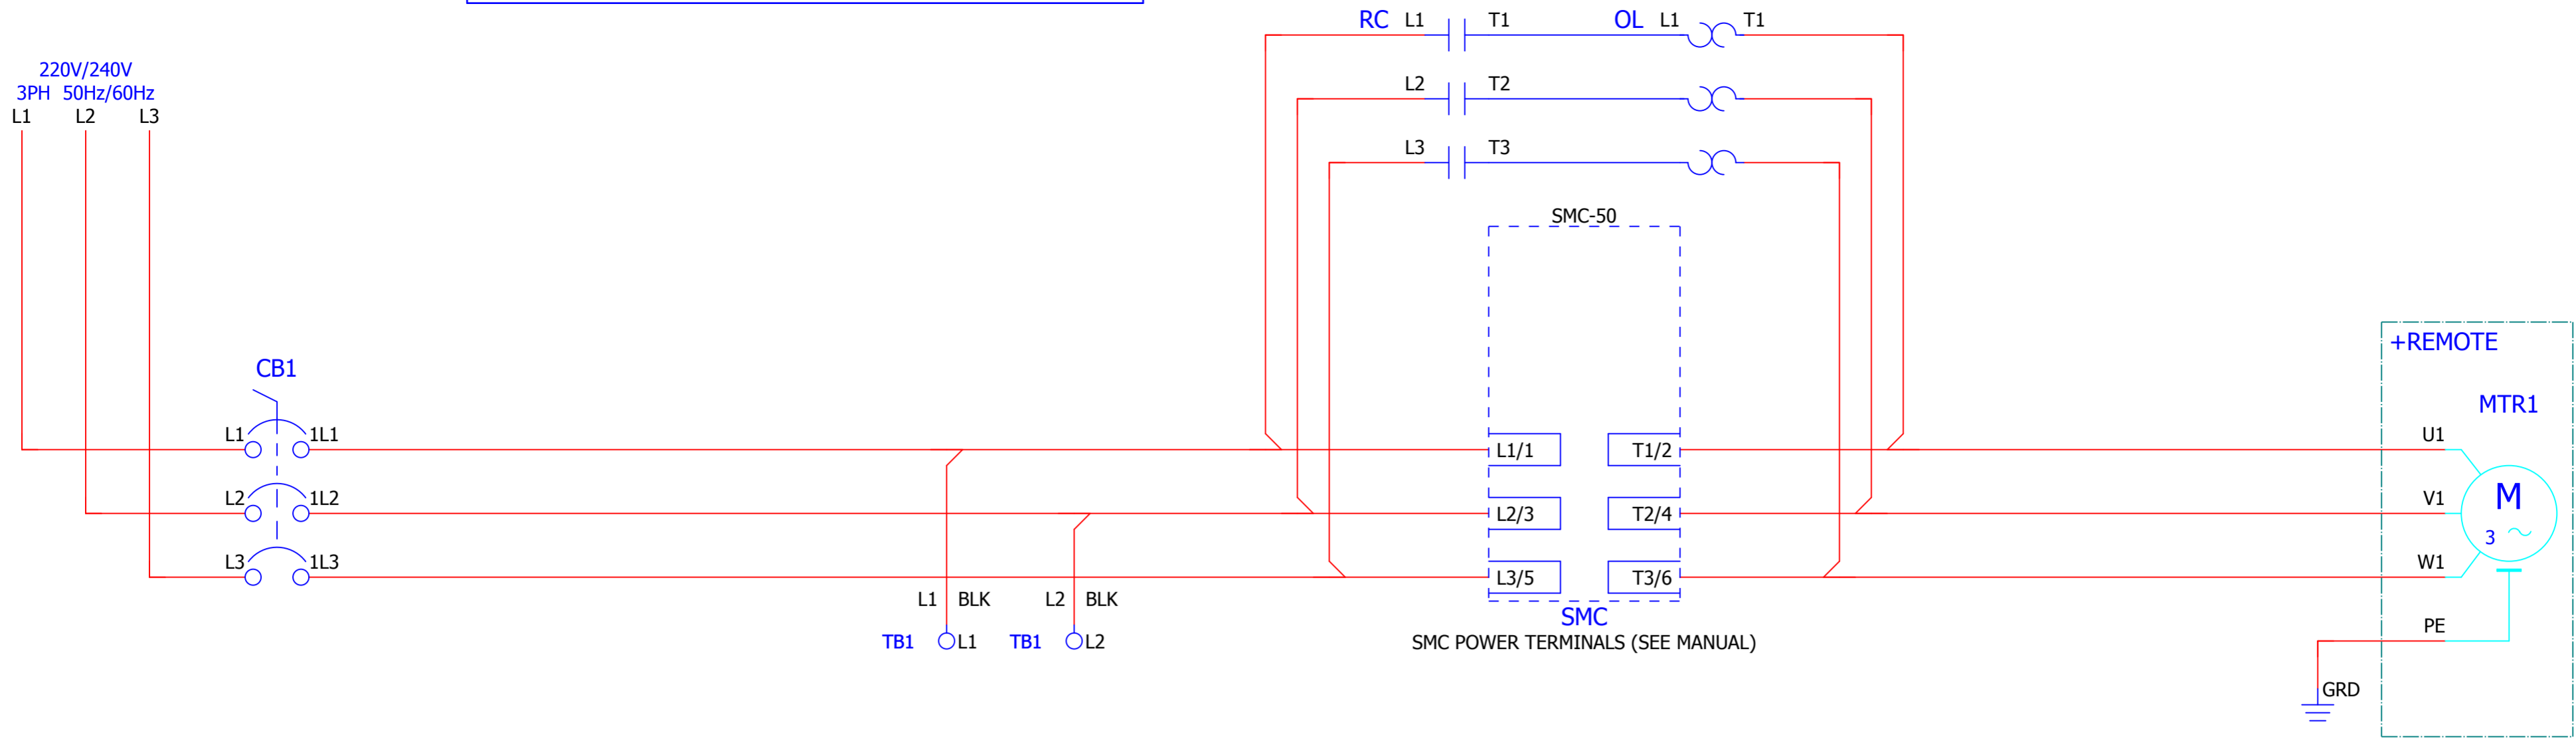 RC L1 T1 OL L1 T1
220V/240V
3PH 50Hz/60Hz
L1 L2 L3
L2 T2
L3 T3
SMC-50
+REMOTE
CB1
MTR1
L1 1L1 L1/1 T1/2 U1
L2 1L2 L2/3 T2/4 V1
M
3
L3 1L3 L3/5 T3/6 W1
L1 BLK L2 BLK
SMC
PE
TB1 L1 TB1 L2
SMC POWER TERMINALS (SEE MANUAL)
GRD